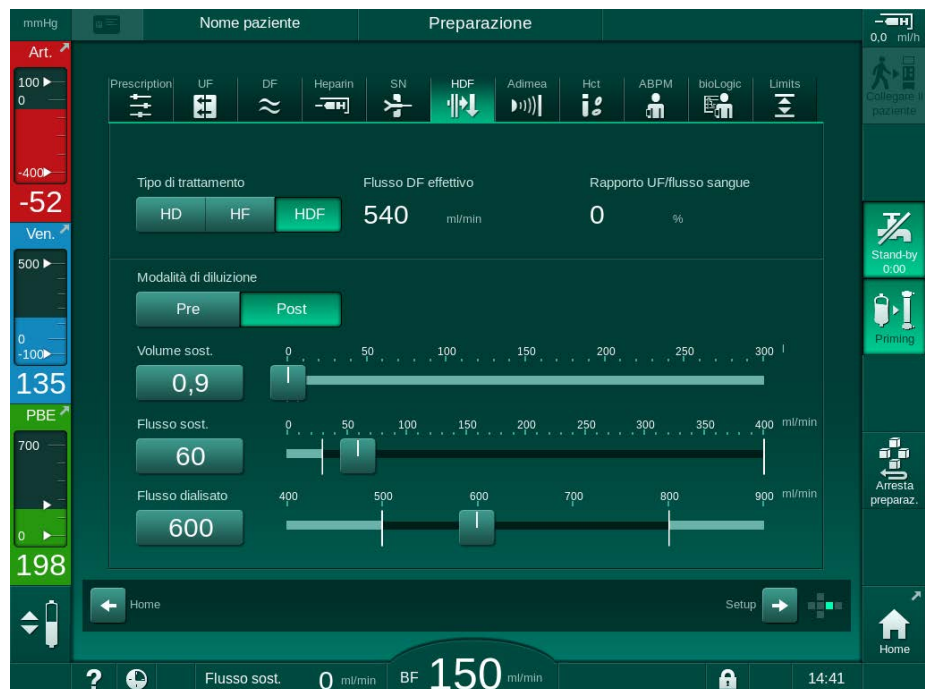 mmHg Nome paziente Preparazione
0,0 ml/h
Art.
100
0
-400
-52
Ven.
500
0
-100
135
PBE
700
0
198
Prescription UF DF Heparin SN HDF Adimea Hct ABPM bioLogic Limits
Tipo di trattamento Flusso DF effettivo Rapporto UF/flusso sangue
HD HF HDF 540 ml/min 0 %
Modalità di diluizione
Pre Post
Volume sost. 0 50 100 150 200 250 300 l
0,9
Flusso sost. 0 50 100 150 200 250 300 350 400 ml/min
60
Flusso dialisato 400 500 600 700 800 900 ml/min
600
Home Setup
Collegare il
paziente
Stand-by
0:00
Priming
Arresta
preparaz.
Home
? Flusso sost. 0 ml/min BF 150 ml/min 14:41